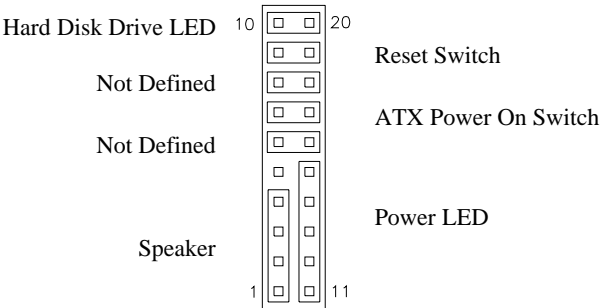 Hard Disk Drive LED 10 20
Reset Switch
Not Defined
ATX Power On Switch
Not Defined
Power LED
Speaker
1 11